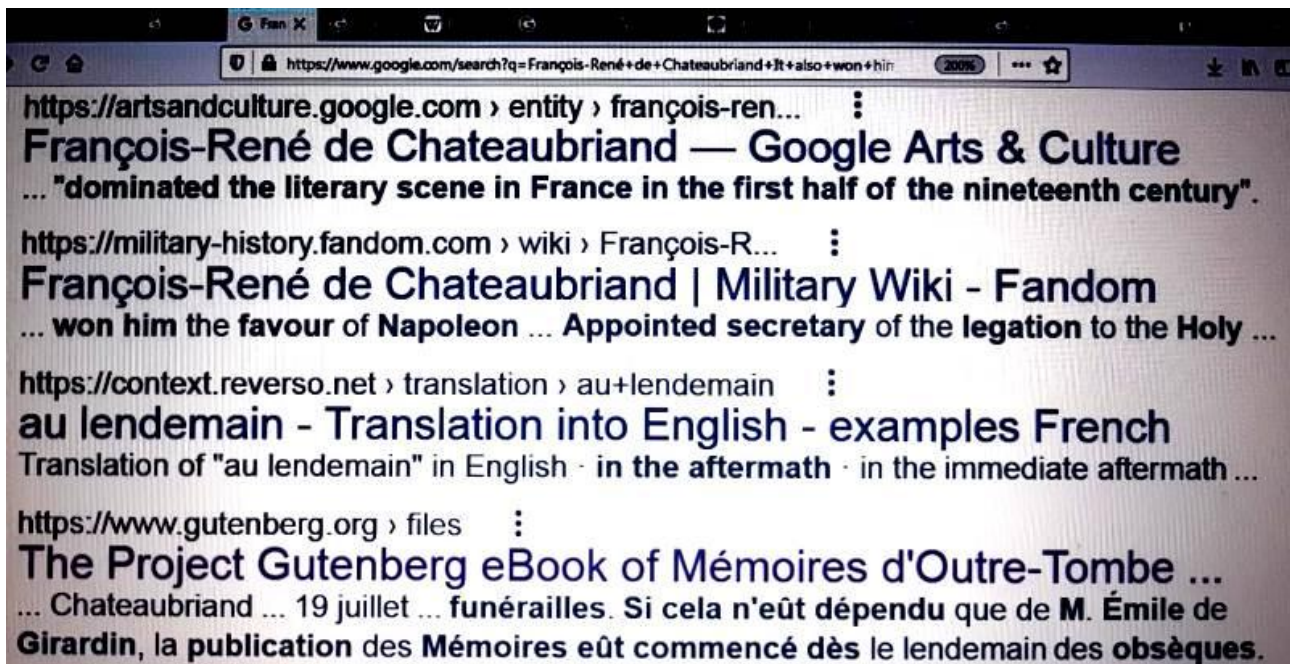 G Fran X
https://www.google.com/search?q=François-René+de+Chateaubriand+It+also+won+hin 200%
https://artsandculture.google.com › entity › françois-ren...
François-René de Chateaubriand — Google Arts & Culture
... "dominated the literary scene in France in the first half of the nineteenth century".
https://military-history.fandom.com › wiki › François-R...
François-René de Chateaubriand | Military Wiki - Fandom
... won him the favour of Napoleon ... Appointed secretary of the legation to the Holy ...
https://context.reverso.net › translation › au+lendemain
au lendemain - Translation into English - examples French
Translation of "au lendemain" in English · in the aftermath · in the immediate aftermath ...
https://www.gutenberg.org › files
The Project Gutenberg eBook of Mémoires d'Outre-Tombe ...
... Chateaubriand ... 19 juillet ... funérailles. Si cela n'eût dépendu que de M. Émile de
Girardin, la publication des Mémoires eût commencé dès le lendemain des obsèques.